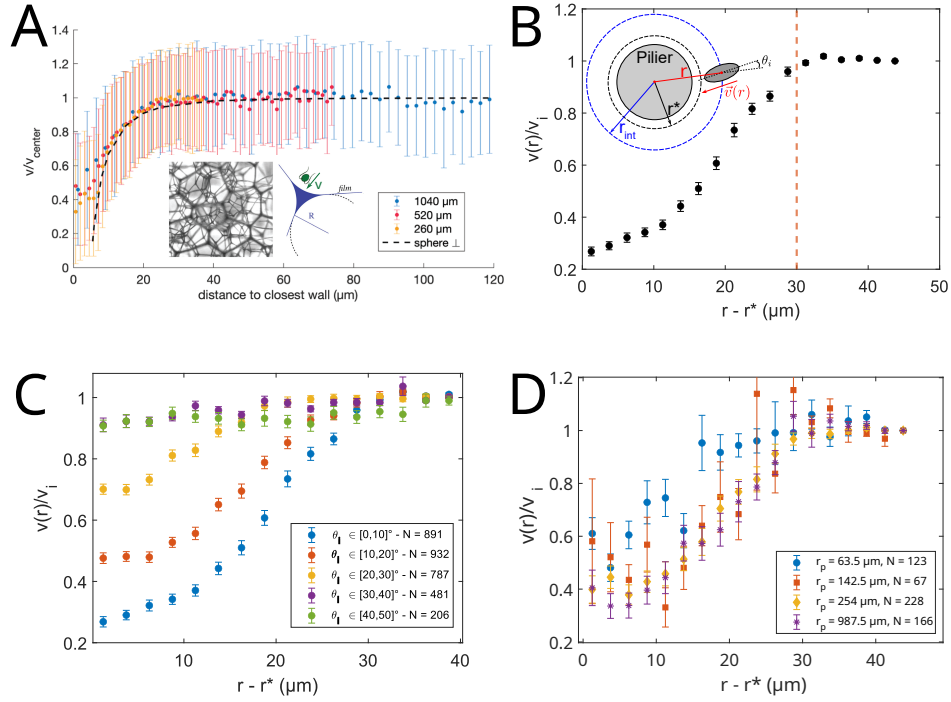 A
1.4
1.2
1
0.8
0.6
0.4
0.2
0
v/v_center
0 20 40 60 80 100 120
distance to closest wall (µm)
film
v
R
1040 µm
520 µm
260 µm
sphere ⊥
B
1.2
1
0.8
0.6
0.4
0.2
v(r)/v_i
0 10 20 30 40 50
r - r* (µm)
Pilier
r
θ_i
v⃗(r)
r*
r_int
C
1
0.8
0.6
0.4
0.2
v(r)/v_i
10 20 30 40
r - r* (µm)
θ_I ∈ [0,10]° - N = 891
θ_I ∈ [10,20]° - N = 932
θ_I ∈ [20,30]° - N = 787
θ_I ∈ [30,40]° - N = 481
θ_I ∈ [40,50]° - N = 206
D
1.2
1
0.8
0.6
0.4
0.2
v(r)/v_i
0 10 20 30 40
r - r* (µm)
r_p = 63.5 µm, N = 123
r_p = 142.5 µm, N = 67
r_p = 254 µm, N = 228
r_p = 987.5 µm, N = 166